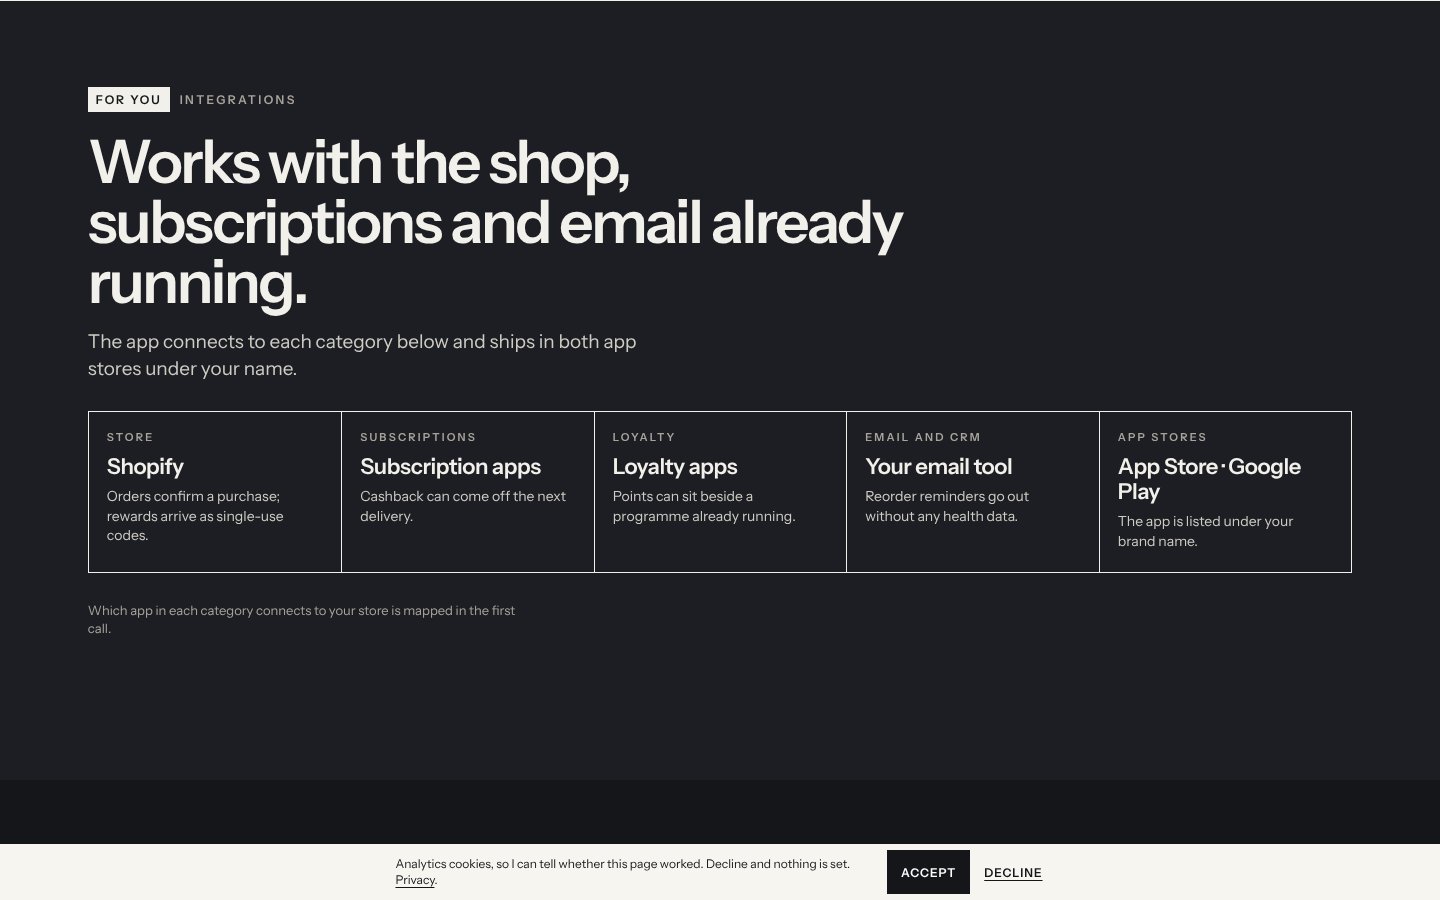 FOR YOU INTEGRATIONS
Works with the shop,
subscriptions and email already
running.
The app connects to each category below and ships in both app
stores under your name.
STORE
Shopify
Orders confirm a purchase;
rewards arrive as single-use
codes.
SUBSCRIPTIONS
Subscription apps
Cashback can come off the next
delivery.
LOYALTY
Loyalty apps
Points can sit beside a
programme already running.
EMAIL AND CRM
Your email tool
Reorder reminders go out
without any health data.
APP STORES
App Store · Google
Play
The app is listed under your
brand name.
Which app in each category connects to your store is mapped in the first
call.
Analytics cookies, so I can tell whether this page worked. Decline and nothing is set.
Privacy.
ACCEPT
DECLINE